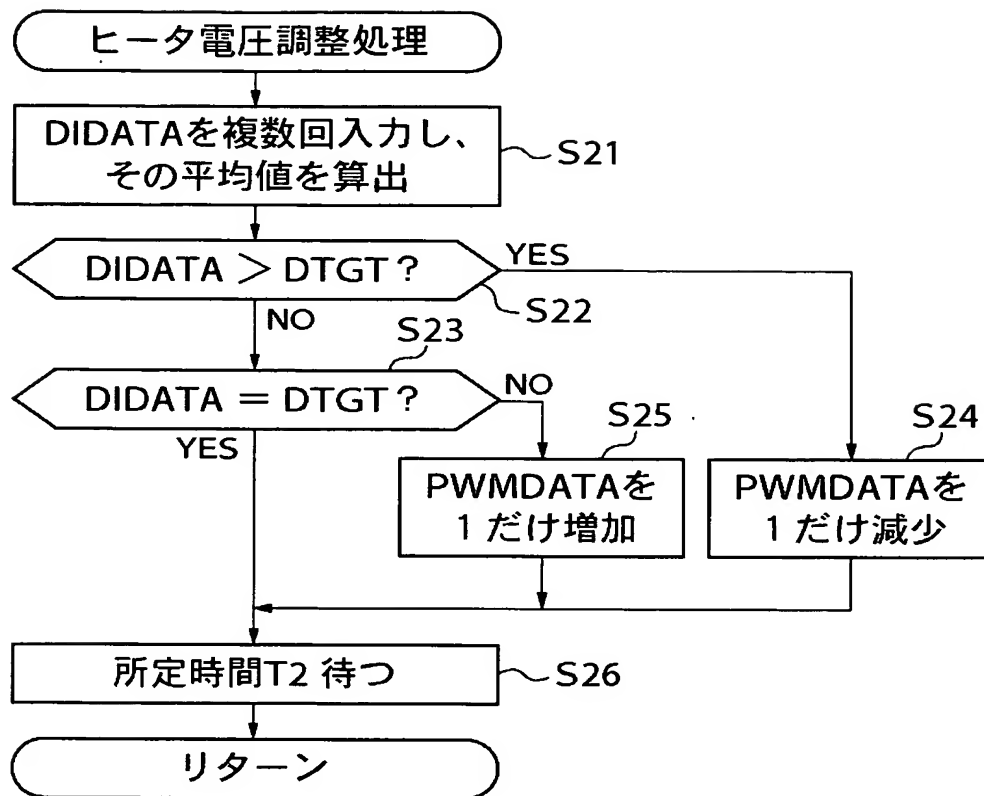 ヒータ電圧調整処理
DIDATAを複数回入力し、
その平均値を算出
S21
DIDATA > DTGT?
YES
S22
NO
S23
DIDATA = DTGT?
NO
YES
S25
S24
PWMDATAを
1だけ増加
PWMDATAを
1だけ減少
所定時間T2 待つ
S26
リターン